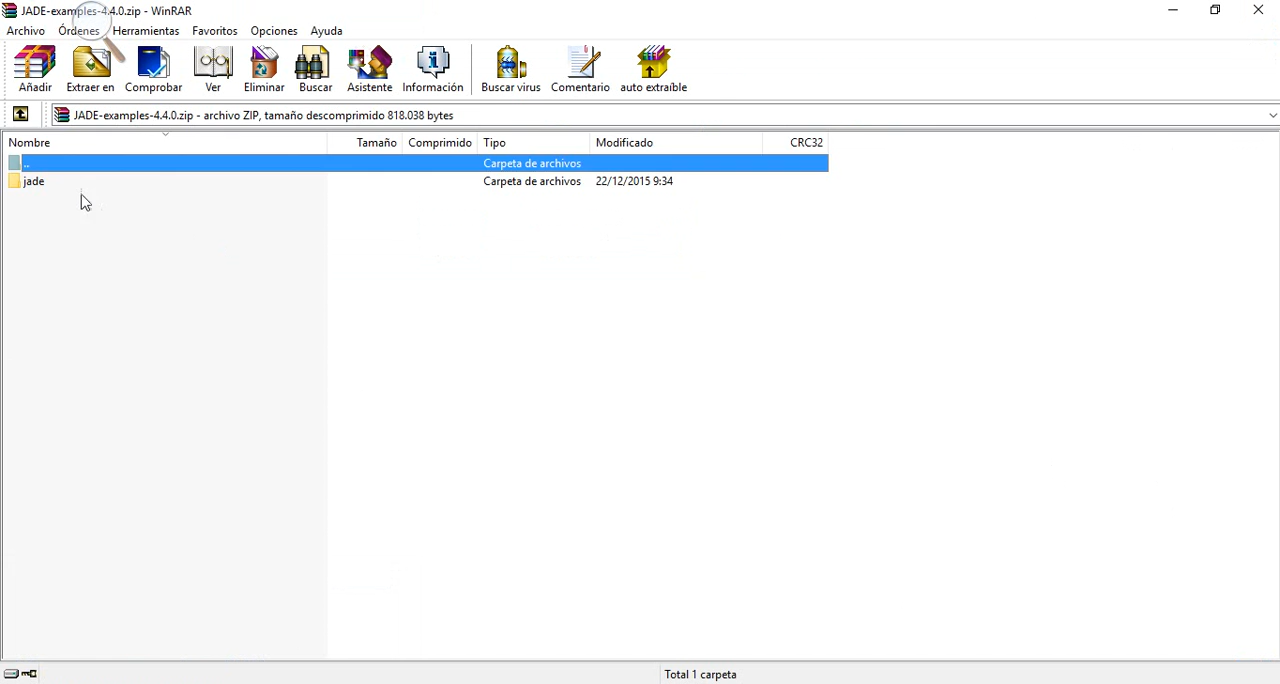 JADE-examples-4.4.0.zip - WinRAR
Archivo Órdenes Herramientas Favoritos Opciones Ayuda
Añadir Extraer en Comprobar Ver Eliminar Buscar Asistente Información Buscar virus Comentario auto extraíble
JADE-examples-4.4.0.zip - archivo ZIP, tamaño descomprimido 818.038 bytes
Nombre Tamaño Comprimido Tipo Modificado CRC32
.. Carpeta de archivos
jade Carpeta de archivos 22/12/2015 9:34
Total 1 carpeta